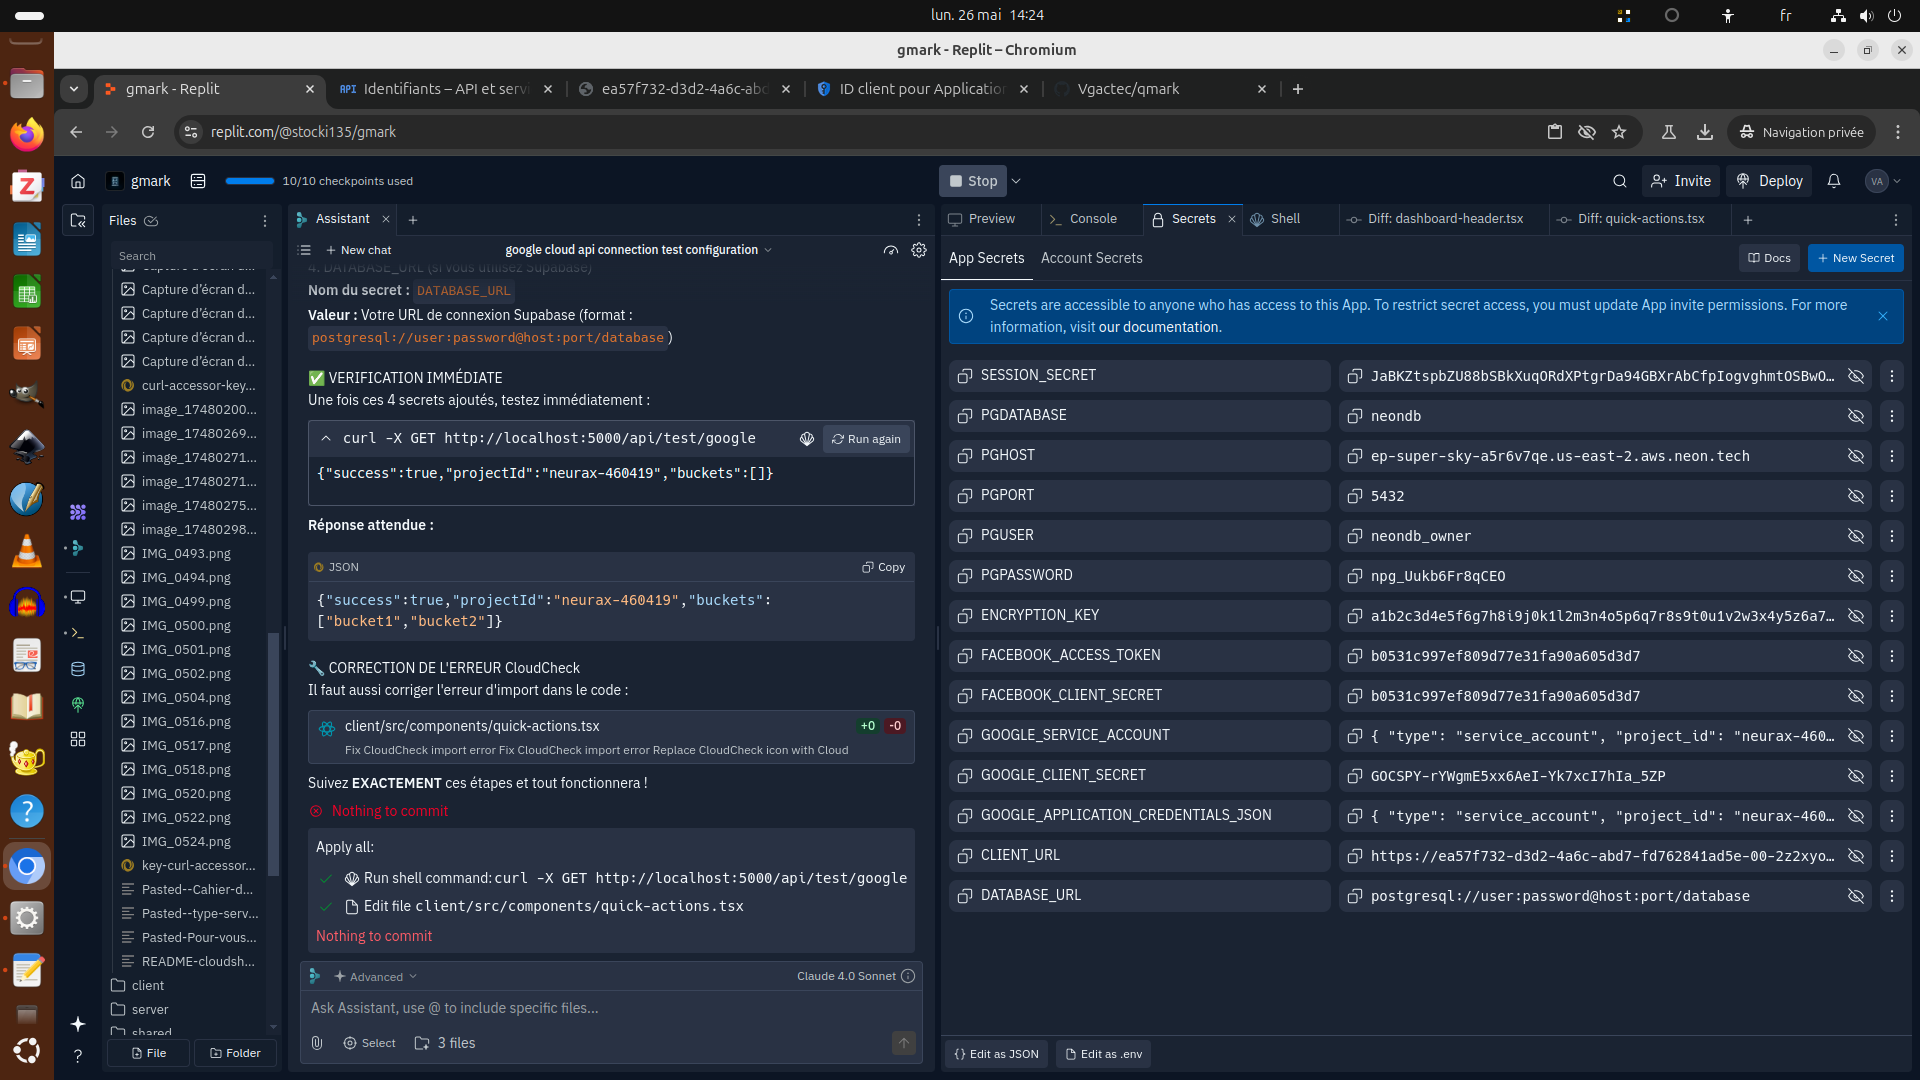 lun. 26 mai 14:24
fr
gmark - Replit – Chromium
gmark - Replit
API Identifiants – API et servi
ea57f732-d3d2-4a6c-abd
ID client pour Application
Vgactec/qmark
replit.com/@stocki135/gmark
Navigation privée
gmark
10/10 checkpoints used
Stop
Invite
Deploy
VA
Files
Search
Capture d'écran d...
Capture d'écran d...
Capture d'écran d...
Capture d'écran d...
Capture d'écran d...
curl-accessor-key...
image_17480200...
image_17480269...
image_17480271...
image_17480271...
image_17480275...
image_17480298...
IMG_0493.png
IMG_0494.png
IMG_0499.png
IMG_0500.png
IMG_0501.png
IMG_0502.png
IMG_0504.png
IMG_0516.png
IMG_0517.png
IMG_0518.png
IMG_0520.png
IMG_0522.png
IMG_0524.png
key-curl-accessor...
Pasted--Cahier-d...
Pasted--type-serv...
Pasted-Pour-vous...
README-cloudsh...
client
server
shared
File
Folder
Assistant
New chat
google cloud api connection test configuration
4. DATABASE_URL (si vous utilisez Supabase)
Nom du secret : DATABASE_URL
Valeur : Votre URL de connexion Supabase (format :
postgresql://user:password@host:port/database )
✅ VERIFICATION IMMÉDIATE
Une fois ces 4 secrets ajoutés, testez immédiatement :
curl -X GET http://localhost:5000/api/test/google
Run again
{"success":true,"projectId":"neurax-460419","buckets":[]}
Réponse attendue :
JSON
Copy
{"success":true,"projectId":"neurax-460419","buckets":
["bucket1","bucket2"]}
🔧 CORRECTION DE L'ERREUR CloudCheck
Il faut aussi corriger l'erreur d'import dans le code :
client/src/components/quick-actions.tsx
+0 -0
Fix CloudCheck import error Fix CloudCheck import error Replace CloudCheck icon with Cloud
Suivez EXACTEMENT ces étapes et tout fonctionnera !
Nothing to commit
Apply all:
Run shell command: curl -X GET http://localhost:5000/api/test/google
Edit file client/src/components/quick-actions.tsx
Nothing to commit
Advanced
Claude 4.0 Sonnet
Ask Assistant, use @ to include specific files...
Select
3 files
Preview
Console
Secrets
Shell
Diff: dashboard-header.tsx
Diff: quick-actions.tsx
App Secrets
Account Secrets
Docs
New Secret
Secrets are accessible to anyone who has access to this App. To restrict secret access, you must update App invite permissions. For more
information, visit our documentation.
SESSION_SECRET
JaBKZtspbZU88bSBkXuqORdXPtgrDa94GBXrAbCfpIogvghmtOSBwO...
PGDATABASE
neondb
PGHOST
ep-super-sky-a5r6v7qe.us-east-2.aws.neon.tech
PGPORT
5432
PGUSER
neondb_owner
PGPASSWORD
npg_Uukb6Fr8qCEO
ENCRYPTION_KEY
a1b2c3d4e5f6g7h8i9j0k1l2m3n4o5p6q7r8s9t0u1v2w3x4y5z6a7...
FACEBOOK_ACCESS_TOKEN
b0531c997ef809d77e31fa90a605d3d7
FACEBOOK_CLIENT_SECRET
b0531c997ef809d77e31fa90a605d3d7
GOOGLE_SERVICE_ACCOUNT
{ "type": "service_account", "project_id": "neurax-460...
GOOGLE_CLIENT_SECRET
GOCSPY-rYWgmE5xx6AeI-Yk7xcI7hIa_5ZP
GOOGLE_APPLICATION_CREDENTIALS_JSON
{ "type": "service_account", "project_id": "neurax-460...
CLIENT_URL
https://ea57f732-d3d2-4a6c-abd7-fd762841ad5e-00-2z2xyo...
DATABASE_URL
postgresql://user:password@host:port/database
{} Edit as JSON
Edit as .env